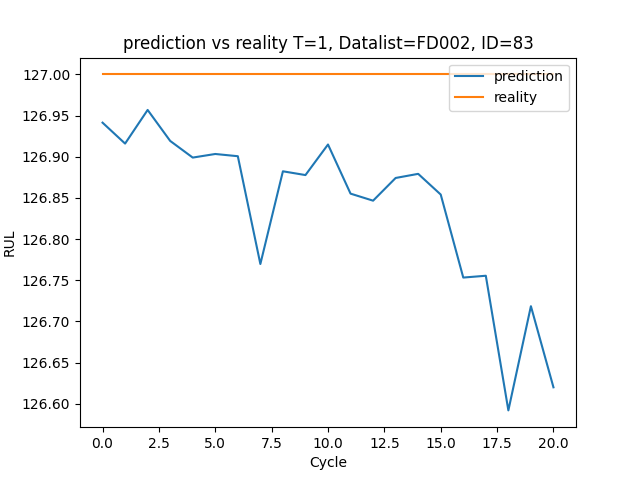 prediction vs reality T=1, Datalist=FD002, ID=83
127.00
126.95
126.90
126.85
126.80
126.75
126.70
126.65
126.60
RUL
prediction
reality
0.0 2.5 5.0 7.5 10.0 12.5 15.0 17.5 20.0
Cycle